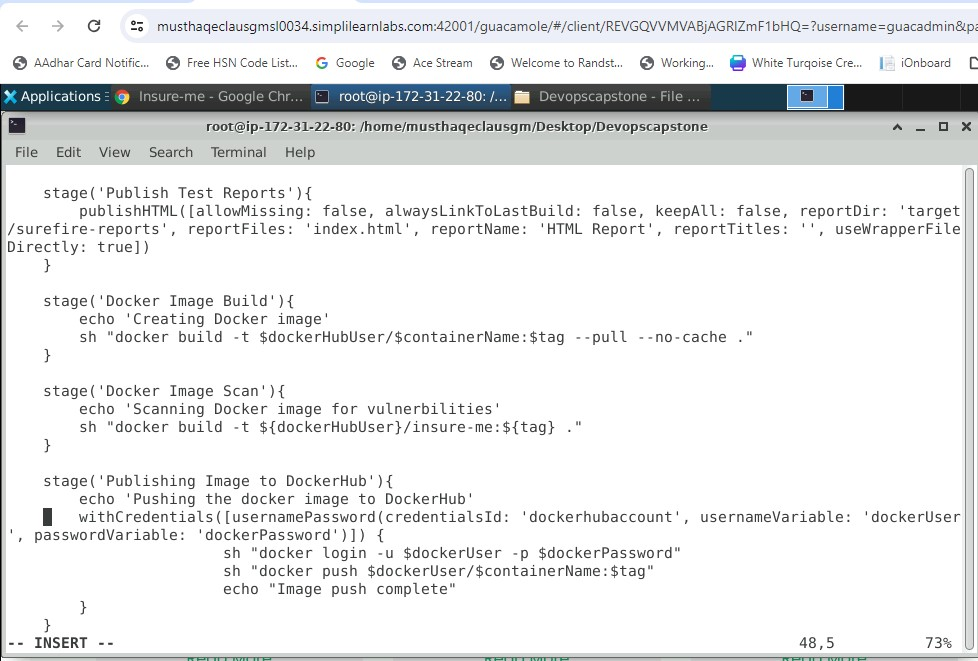 musthaqeclausgmsl0034.simplilearnlabs.com:42001/guacamole/#/client/REVGQVVMVABjAGRlZmF1bHQ=?username=guacadmin&pa
AAdhar Card Notific... Free HSN Code List... Google Ace Stream Welcome to Randst... Working... White Turqoise Cre... iOnboard
Applications Insure-me - Google Chr... root@ip-172-31-22-80: /... Devopscapstone - File ...
root@ip-172-31-22-80: /home/musthaqeclausgm/Desktop/Devopscapstone
File Edit View Search Terminal Help
stage('Publish Test Reports'){
publishHTML([allowMissing: false, alwaysLinkToLastBuild: false, keepAll: false, reportDir: 'target
/surefire-reports', reportFiles: 'index.html', reportName: 'HTML Report', reportTitles: '', useWrapperFile
Directly: true])
}
stage('Docker Image Build'){
echo 'Creating Docker image'
sh "docker build -t $dockerHubUser/$containerName:$tag --pull --no-cache ."
}
stage('Docker Image Scan'){
echo 'Scanning Docker image for vulnerbilities'
sh "docker build -t ${dockerHubUser}/insure-me:${tag} ."
}
stage('Publishing Image to DockerHub'){
echo 'Pushing the docker image to DockerHub'
withCredentials([usernamePassword(credentialsId: 'dockerhubaccount', usernameVariable: 'dockerUser
', passwordVariable: 'dockerPassword')]) {
sh "docker login -u $dockerUser -p $dockerPassword"
sh "docker push $dockerUser/$containerName:$tag"
echo "Image push complete"
}
}
-- INSERT -- 48,5 73%
Read More Read More Read More